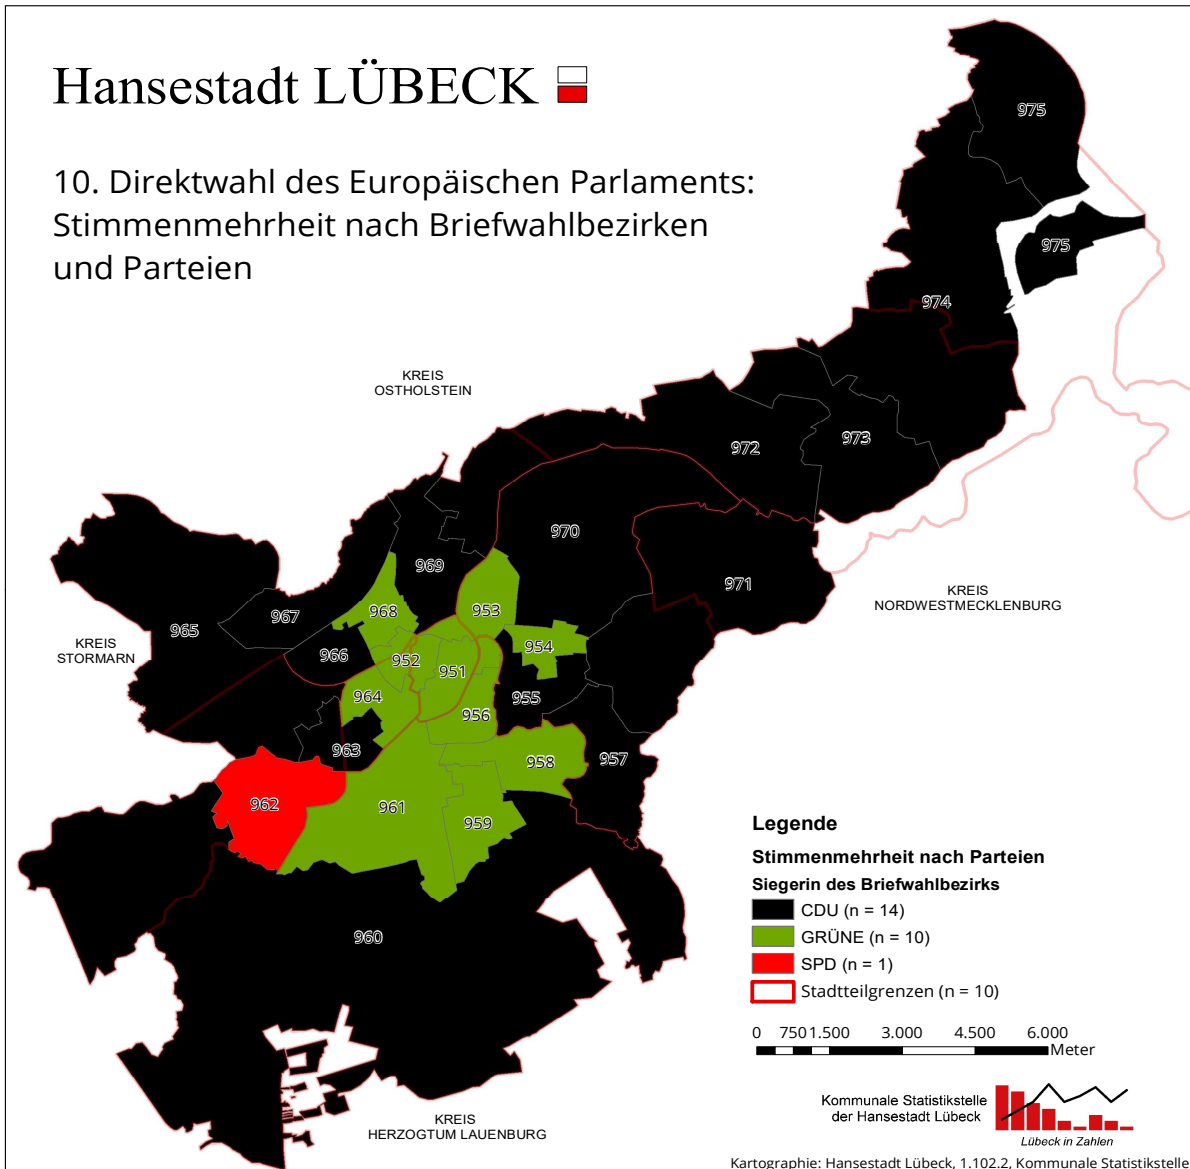 Hansestadt LÜBECK
10. Direktwahl des Europäischen Parlaments:
Stimmenmehrheit nach Briefwahlbezirken
und Parteien
975
975
974
KREIS
OSTHOLSTEIN
972
973
970
969
971
KREIS
NORDWESTMECKLENBURG
968
953
967
965
KREIS
STORMARN
966
952
951
954
964
955
956
963
958
957
962
961
959
960
Legende
Stimmenmehrheit nach Parteien
Siegerin des Briefwahlbezirks
CDU (n = 14)
GRÜNE (n = 10)
SPD (n = 1)
Stadtteilgrenzen (n = 10)
0 750 1.500 3.000 4.500 6.000
Meter
Kommunale Statistikstelle
der Hansestadt Lübeck
Lübeck in Zahlen
KREIS
HERZOGTUM LAUENBURG
Kartographie: Hansestadt Lübeck, 1.102.2, Kommunale Statistikstelle